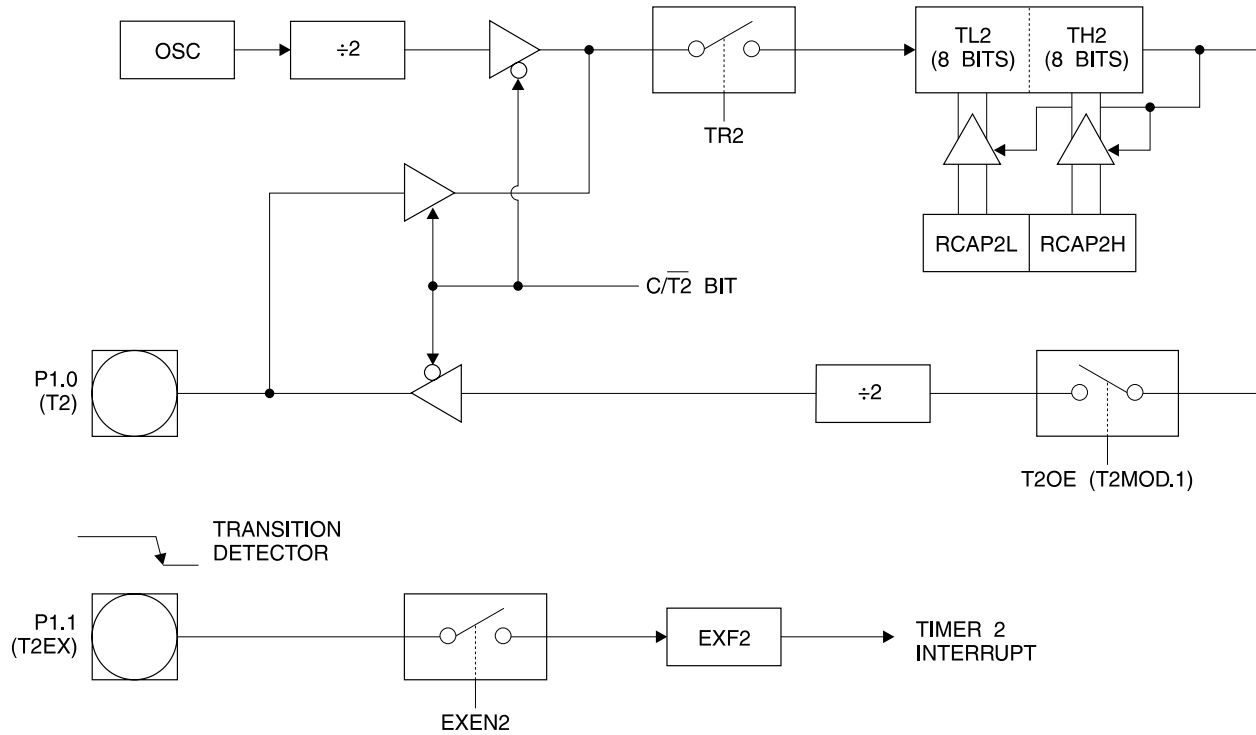 OSC
÷2
TL2
(8 BITS)
TH2
(8 BITS)
TR2
RCAP2L
RCAP2H
C/T2 BIT
P1.0
(T2)
÷2
T2OE (T2MOD.1)
TRANSITION
DETECTOR
P1.1
(T2EX)
EXF2
TIMER 2
INTERRUPT
EXEN2